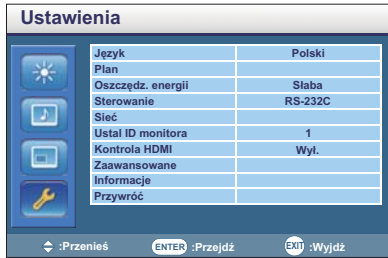 Ustawienia
Język Polski
Plan
Oszczędz. energii Słaba
Sterowanie RS-232C
Sieć
Ustal ID monitora 1
Kontrola HDMI Wył.
Zaawansowane
Informacje
Przywróć
:Przenieś ENTER :Przejdź EXIT :Wyjdź